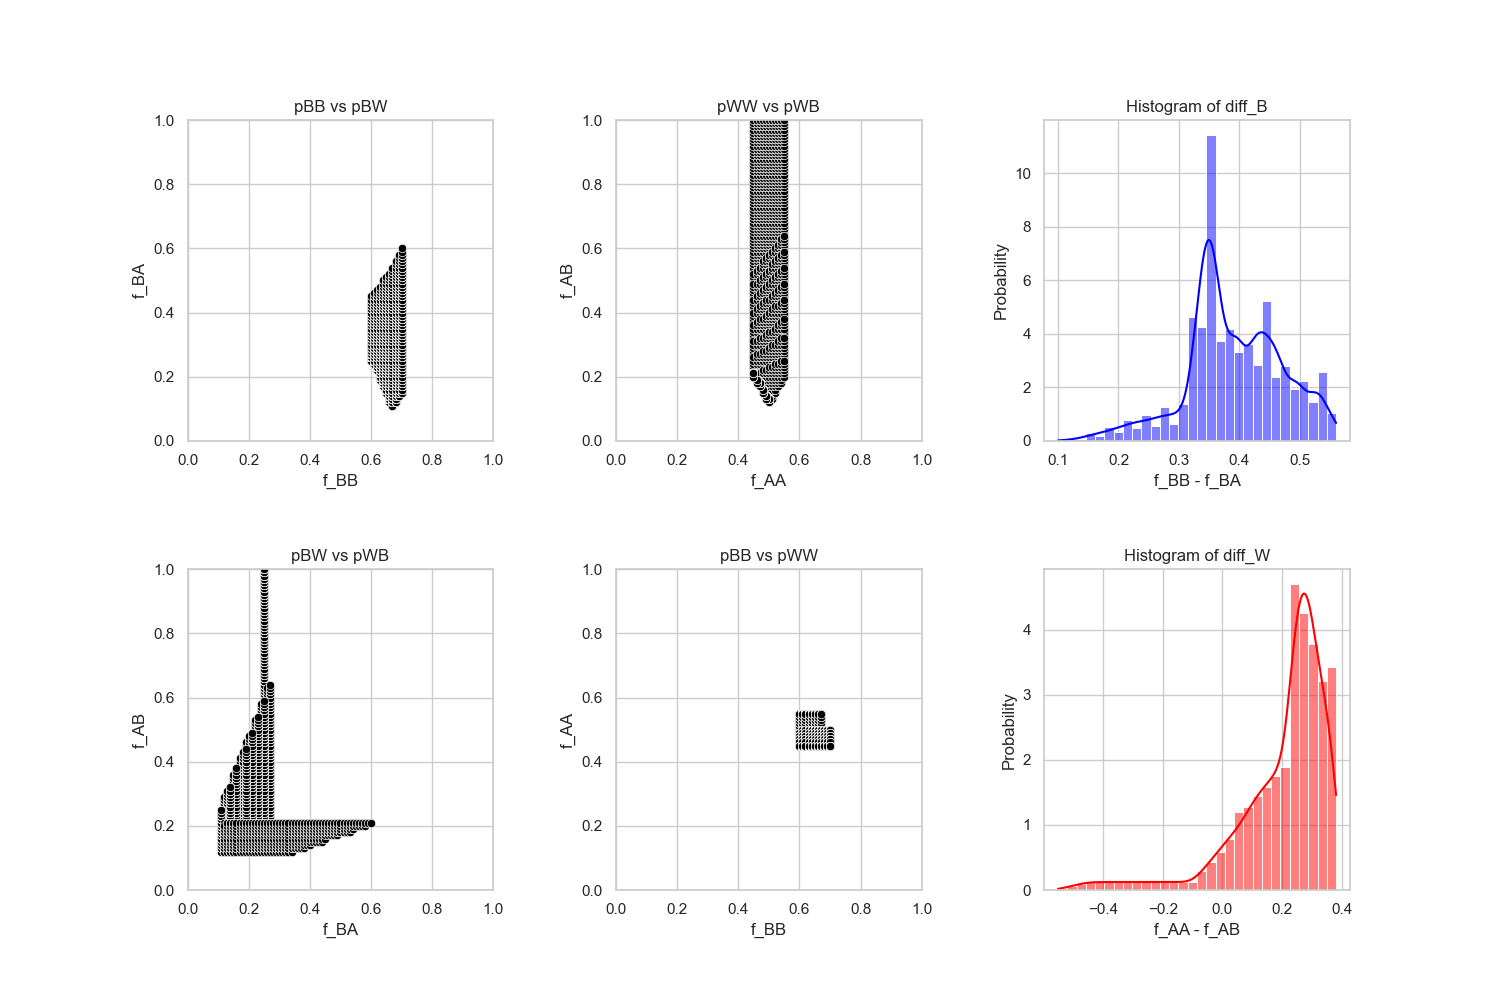 pBB vs pBW
1.0
0.8
0.6
0.4
0.2
0.0
f_BA
0.0 0.2 0.4 0.6 0.8 1.0
f_BB
pWW vs pWB
1.0
0.8
0.6
0.4
0.2
0.0
f_AB
0.0 0.2 0.4 0.6 0.8 1.0
f_AA
Histogram of diff_B
10
8
6
4
2
0
Probability
0.1 0.2 0.3 0.4 0.5
f_BB - f_BA
pBW vs pWB
1.0
0.8
0.6
0.4
0.2
0.0
f_AB
0.0 0.2 0.4 0.6 0.8 1.0
f_BA
pBB vs pWW
1.0
0.8
0.6
0.4
0.2
0.0
f_AA
0.0 0.2 0.4 0.6 0.8 1.0
f_BB
Histogram of diff_W
4
3
2
1
0
Probability
−0.4 −0.2 0.0 0.2 0.4
f_AA - f_AB